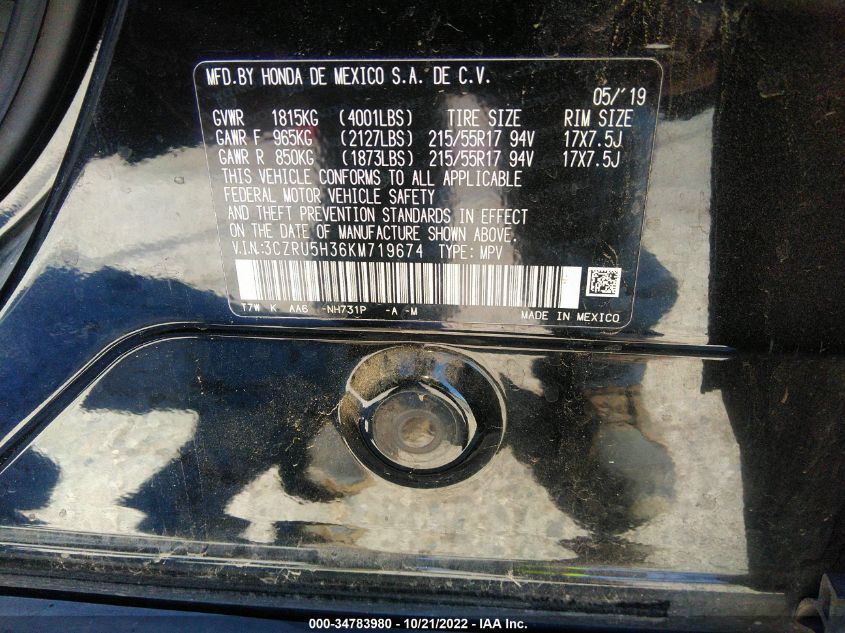 MFD. BY HONDA DE MEXICO S.A. DE C.V.
05/'19
GVWR 1815KG (4001LBS) TIRE SIZE RIM SIZE
GAWR F 965KG (2127LBS) 215/55R17 94V 17X7.5J
GAWR R 850KG (1873LBS) 215/55R17 94V 17X7.5J
THIS VEHICLE CONFORMS TO ALL APPLICABLE
FEDERAL MOTOR VEHICLE SAFETY
AND THEFT PREVENTION STANDARDS IN EFFECT
ON THE DATE OF MANUFACTURE SHOWN ABOVE.
V.I.N:3CZRU5H36KM719674 TYPE: MPV
T7W K AA6 -NH731P -A -M MADE IN MEXICO
000-34783980 - 10/21/2022 - © IAA Inc.